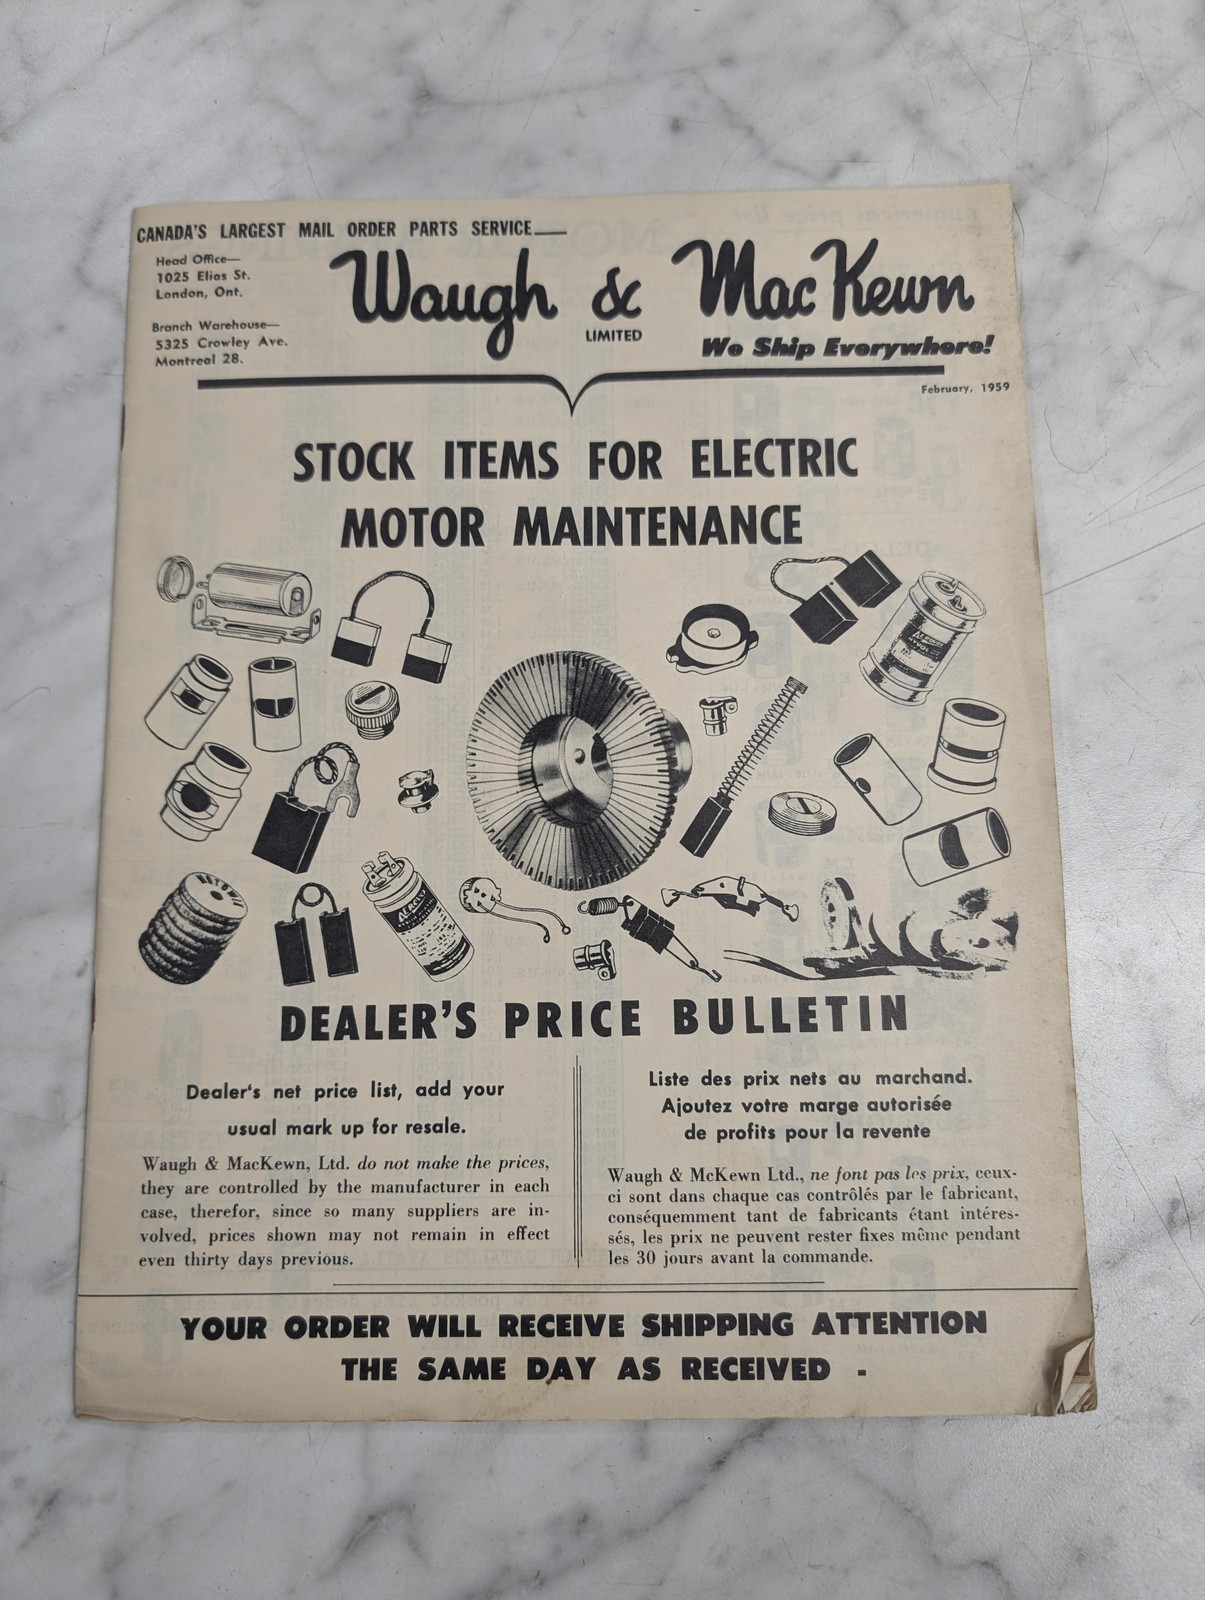 CANADA'S LARGEST MAIL ORDER PARTS SERVICE
Head Office—
1025 Elias St.
London, Ont.
Branch Warehouse—
5325 Crowley Ave.
Montreal 28.
Waugh & MacKewn
LIMITED
We Ship Everywhere!
February, 1959
STOCK ITEMS FOR ELECTRIC
MOTOR MAINTENANCE
DEALER'S PRICE BULLETIN
Dealer's net price list, add your
usual mark up for resale.
Waugh & MacKewn, Ltd. do not make the prices,
they are controlled by the manufacturer in each
case, therefor, since so many suppliers are in-
volved, prices shown may not remain in effect
even thirty days previous.
Liste des prix nets au marchand.
Ajoutez votre marge autorisée
de profits pour la revente
Waugh & McKewn Ltd., ne font pas les prix, ceux-
ci sont dans chaque cas contrôlés par le fabricant,
conséquemment tant de fabricants étant intéres-
sés, les prix ne peuvent rester fixes même pendant
les 30 jours avant la commande.
YOUR ORDER WILL RECEIVE SHIPPING ATTENTION
THE SAME DAY AS RECEIVED -